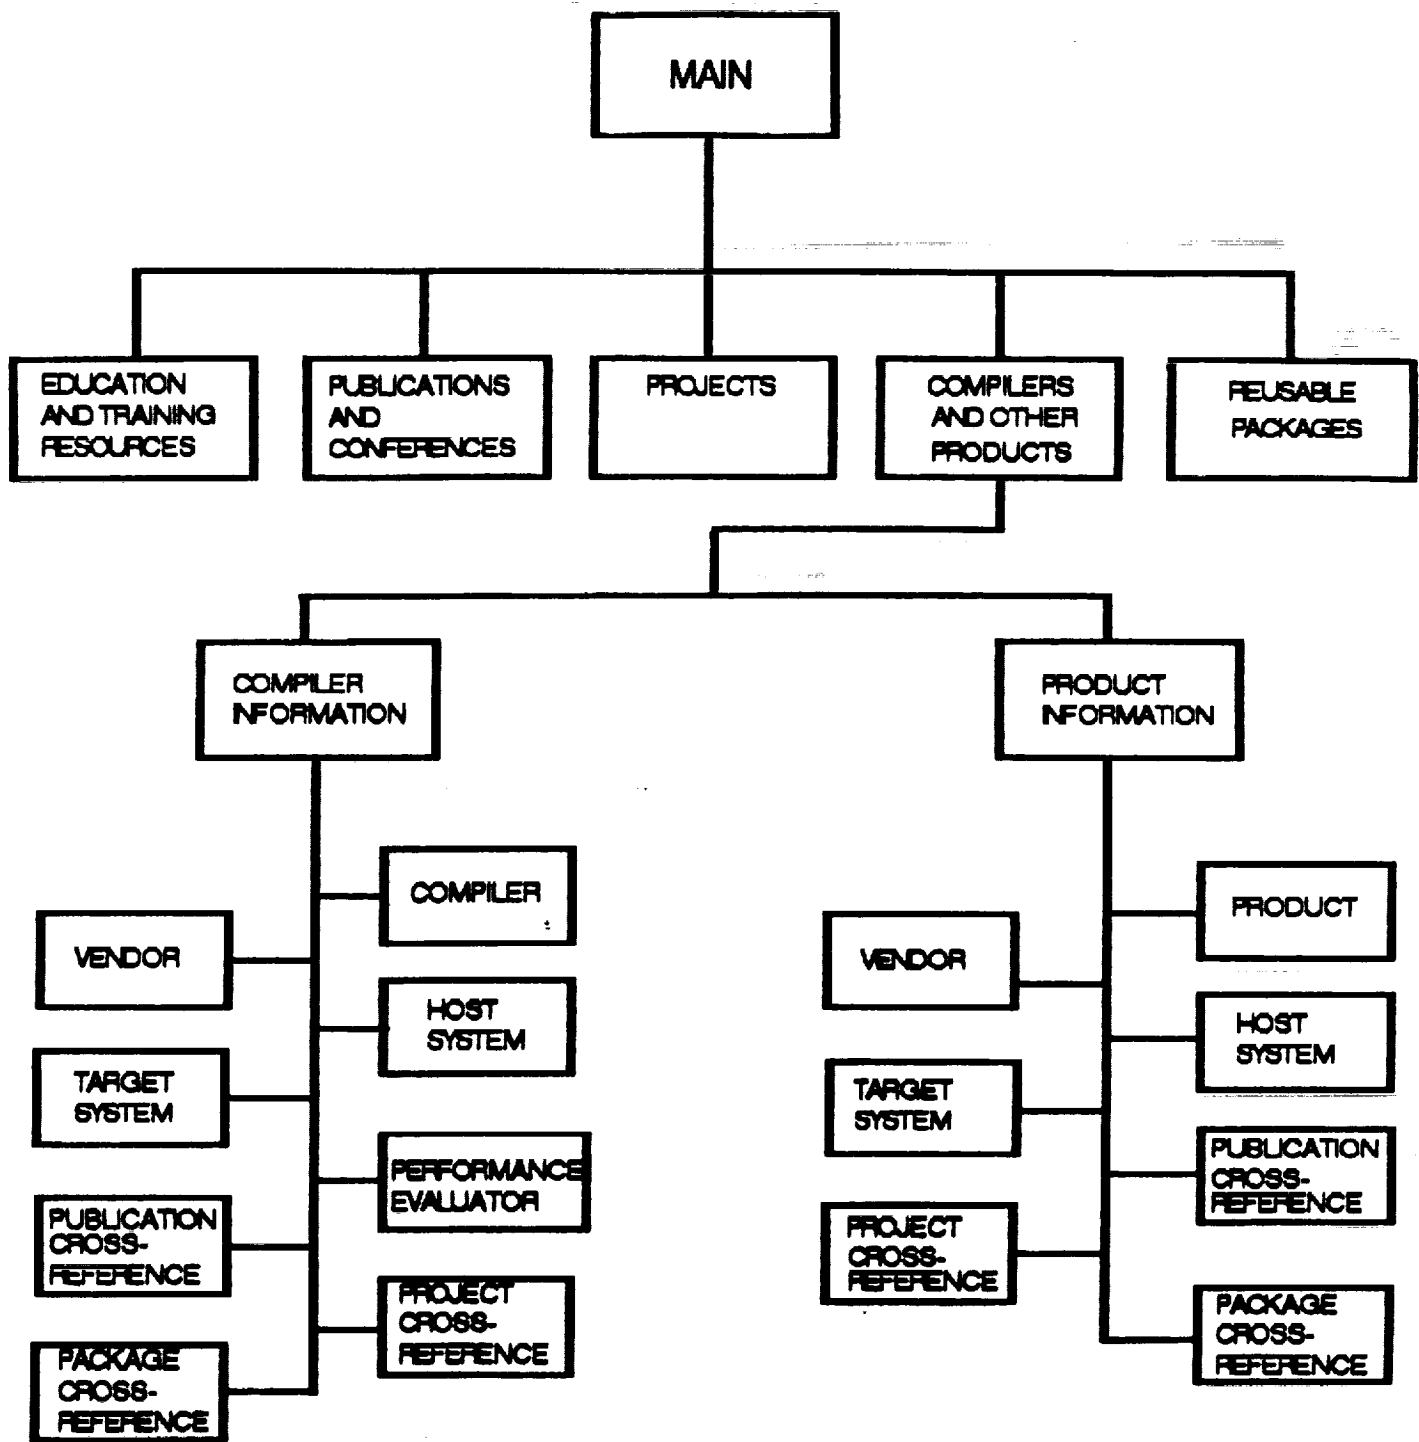 MAIN
EDUCATION
AND TRAINING
RESOURCES
PUBLICATIONS
AND
CONFERENCES
PROJECTS
COMPILERS
AND OTHER
PRODUCTS
REUSABLE
PACKAGES
COMPILER
INFORMATION
PRODUCT
INFORMATION
COMPILER
VENDOR
HOST
SYSTEM
TARGET
SYSTEM
PERFORMANCE
EVALUATOR
PUBLICATION
CROSS-
REFERENCE
PROJECT
CROSS-
REFERENCE
PACKAGE
CROSS-
REFERENCE
PRODUCT
VENDOR
HOST
SYSTEM
TARGET
SYSTEM
PUBLICATION
CROSS-
REFERENCE
PROJECT
CROSS-
REFERENCE
PACKAGE
CROSS-
REFERENCE